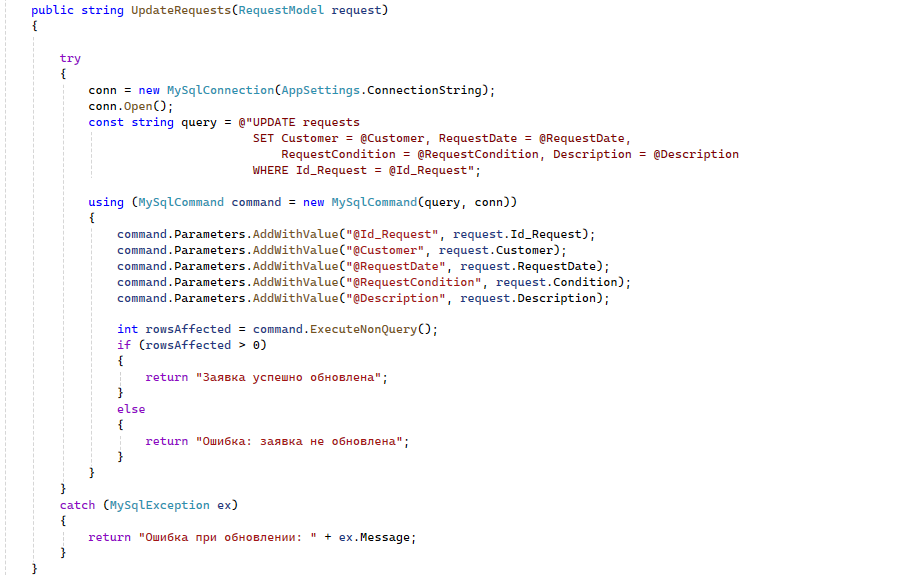 public string UpdateRequests(RequestModel request)
{
try
{
conn = new MySqlConnection(AppSettings.ConnectionString);
conn.Open();
const string query = @"UPDATE requests
SET Customer = @Customer, RequestDate = @RequestDate,
RequestCondition = @RequestCondition, Description = @Description
WHERE Id_Request = @Id_Request";
using (MySqlCommand command = new MySqlCommand(query, conn))
{
command.Parameters.AddWithValue("@Id_Request", request.Id_Request);
command.Parameters.AddWithValue("@Customer", request.Customer);
command.Parameters.AddWithValue("@RequestDate", request.RequestDate);
command.Parameters.AddWithValue("@RequestCondition", request.Condition);
command.Parameters.AddWithValue("@Description", request.Description);
int rowsAffected = command.ExecuteNonQuery();
if (rowsAffected > 0)
{
return "Заявка успешно обновлена";
}
else
{
return "Ошибка: заявка не обновлена";
}
}
}
catch (MySqlException ex)
{
return "Ошибка при обновлении: " + ex.Message;
}
}